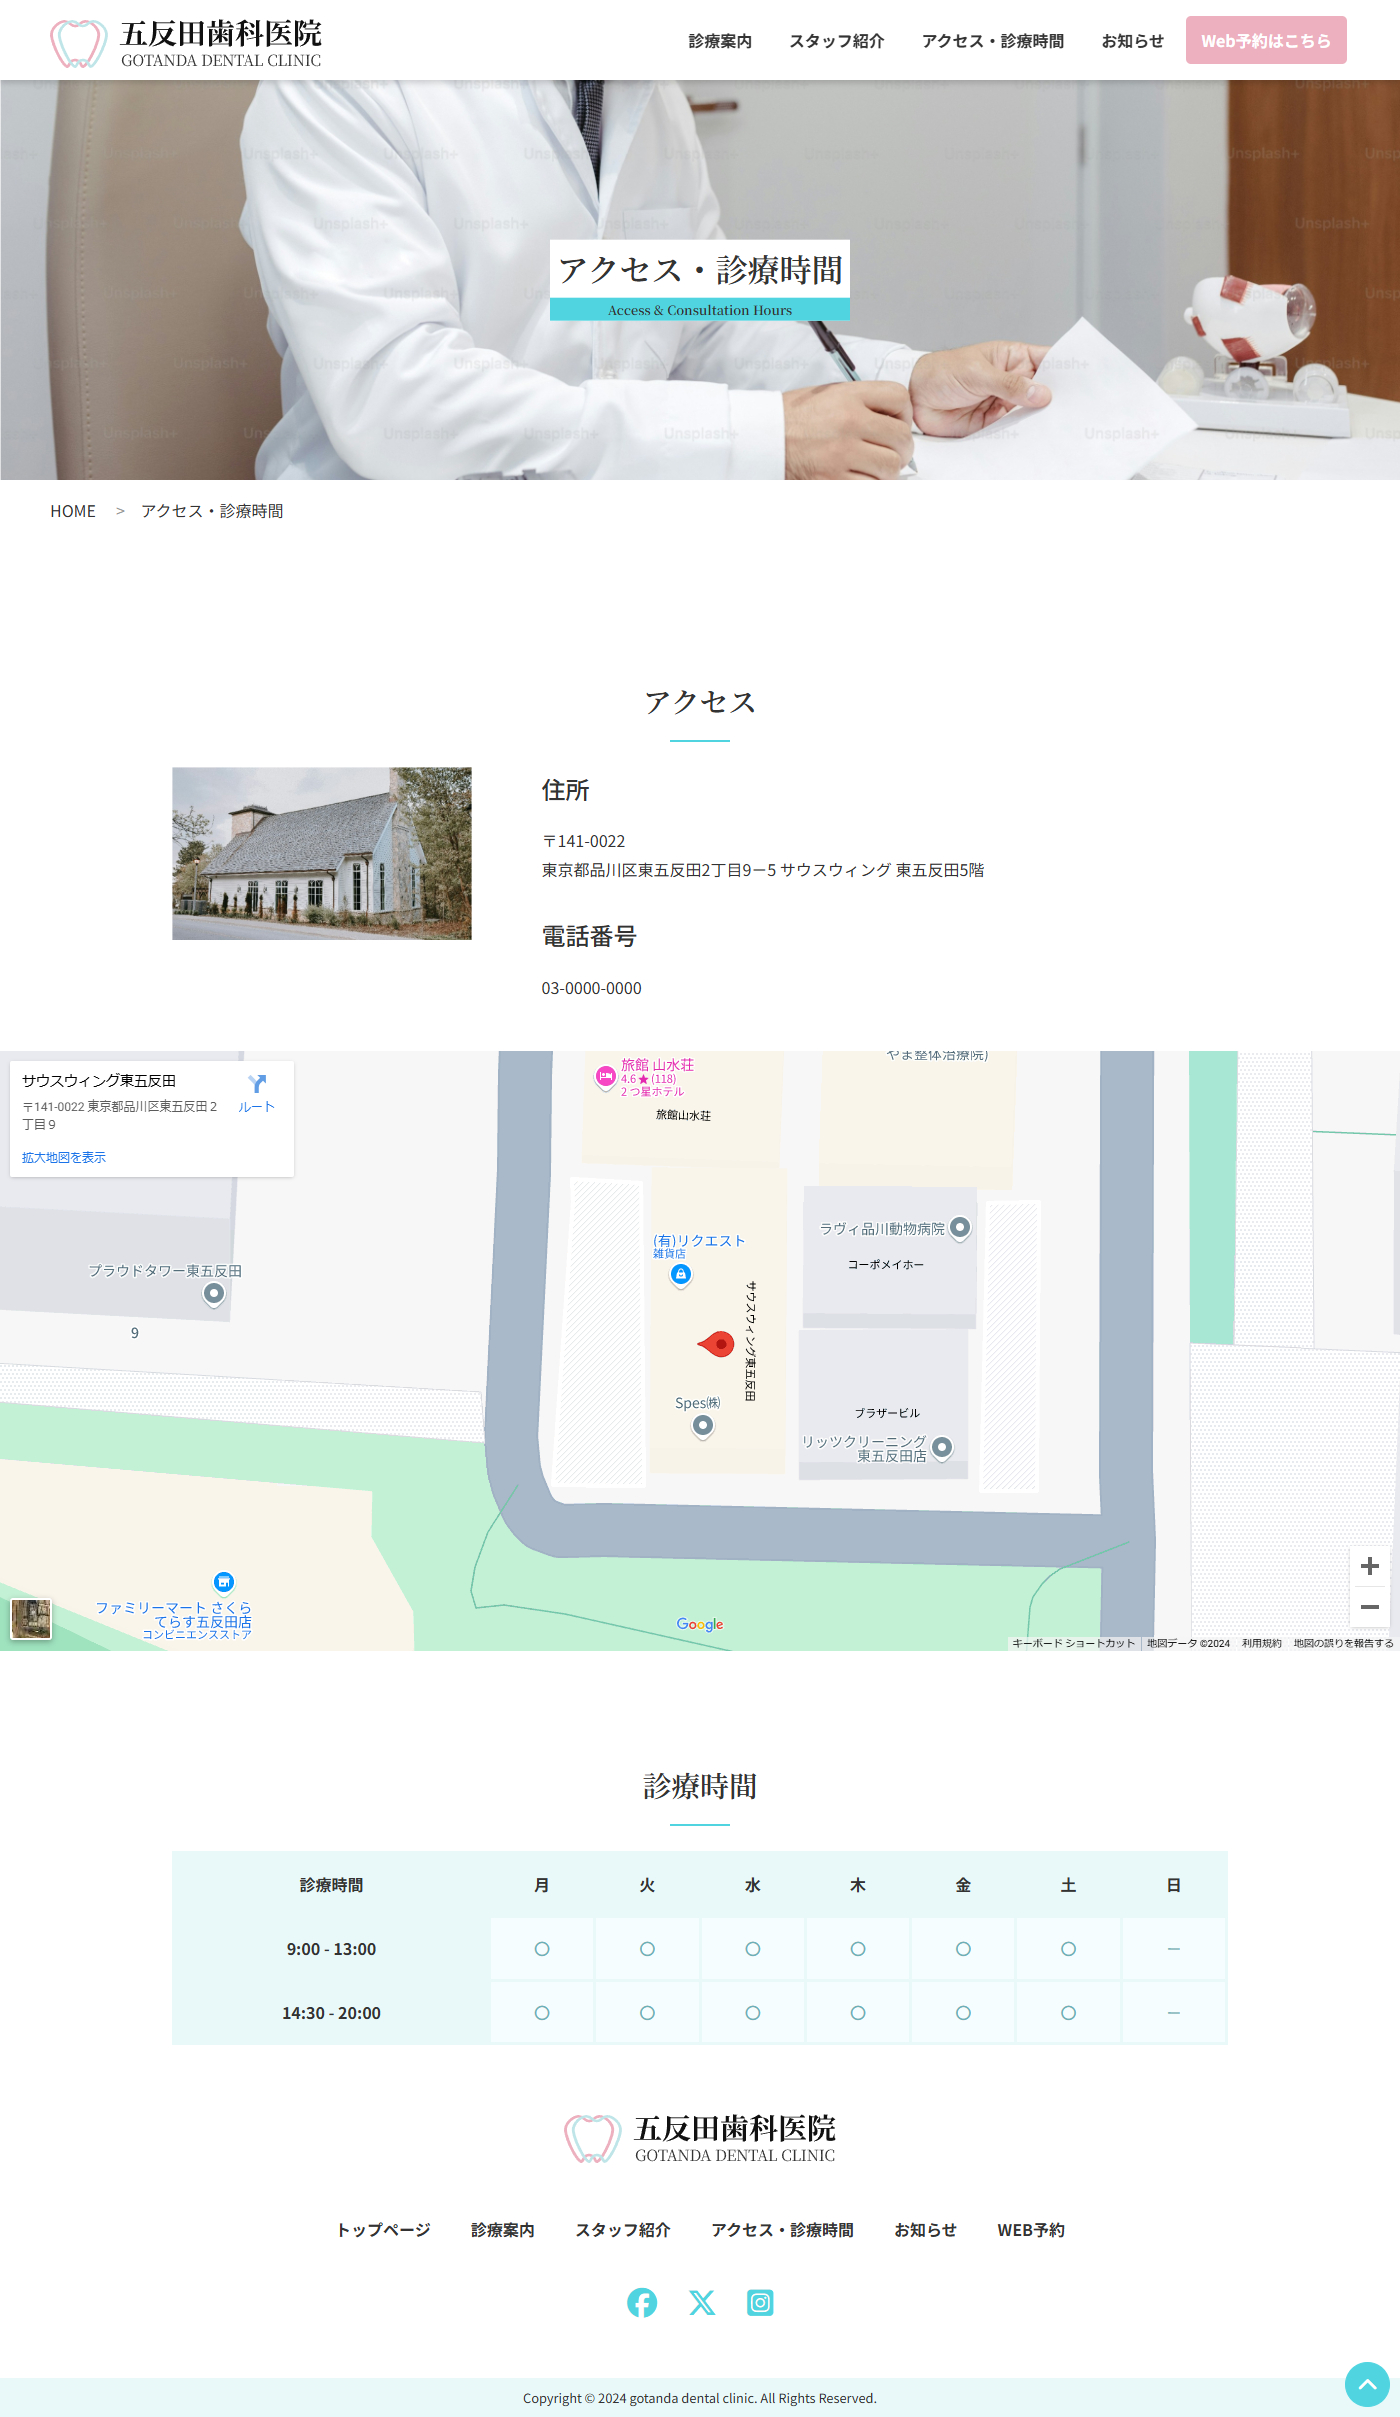 五反田歯科医院
GOTANDA DENTAL CLINIC
診療案内
スタッフ紹介
アクセス・診療時間
お知らせ
Web予約はこちら
アクセス・診療時間
Access & Consultation Hours
HOME > アクセス・診療時間
アクセス
住所
〒141-0022
東京都品川区東五反田2丁目9−5 サウスウィング 東五反田5階
電話番号
03-0000-0000
サウスウィング東五反田
〒141-0022 東京都品川区東五反田２
丁目９
ルート
拡大地図を表示
旅館 山水荘
4.6★(118)
2 つ星ホテル
旅館山水荘
やま整体治療院)
(有)リクエスト
雑貨店
サウスウィング東五反田
ラヴィ品川動物病院
コーポメイホー
プラウドタワー東五反田
9
Spes㈱
ブラザービル
リッツクリーニング
東五反田店
ファミリーマート さくら
てらす五反田店
コンビニエンスストア
Google
キーボード ショートカット
地図データ ©2024
利用規約
地図の誤りを報告する
診療時間
診療時間 月 火 水 木 金 土 日
9:00 - 13:00 ○ ○ ○ ○ ○ ○ －
14:30 - 20:00 ○ ○ ○ ○ ○ ○ －
五反田歯科医院
GOTANDA DENTAL CLINIC
トップページ
診療案内
スタッフ紹介
アクセス・診療時間
お知らせ
WEB予約
Copyright © 2024 gotanda dental clinic. All Rights Reserved.